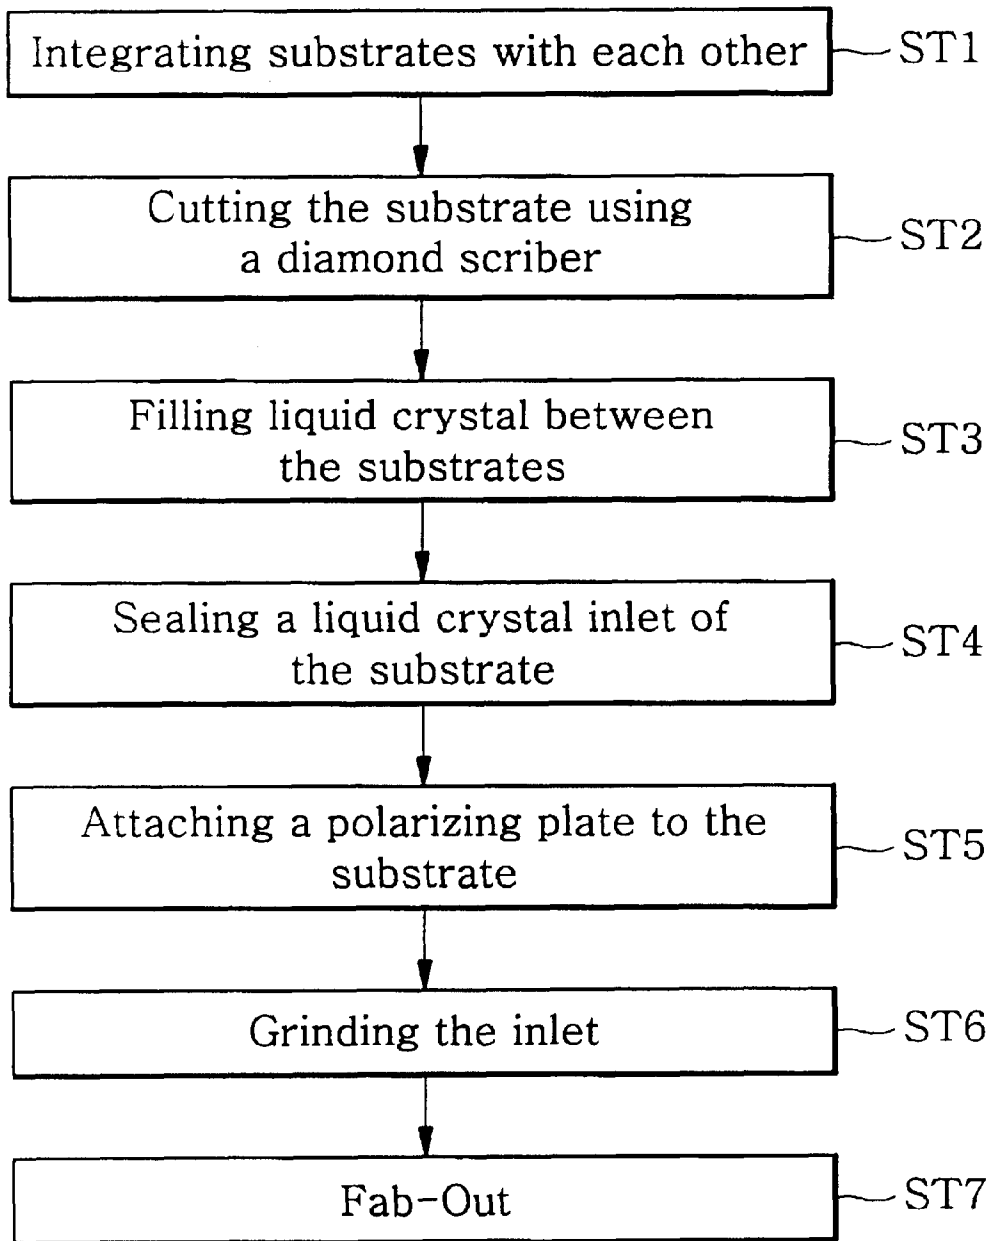 Integrating substrates with each other
ST1
Cutting the substrate using
a diamond scriber
ST2
Filling liquid crystal between
the substrates
ST3
Sealing a liquid crystal inlet of
the substrate
ST4
Attaching a polarizing plate to the
substrate
ST5
Grinding the inlet
ST6
Fab-Out
ST7